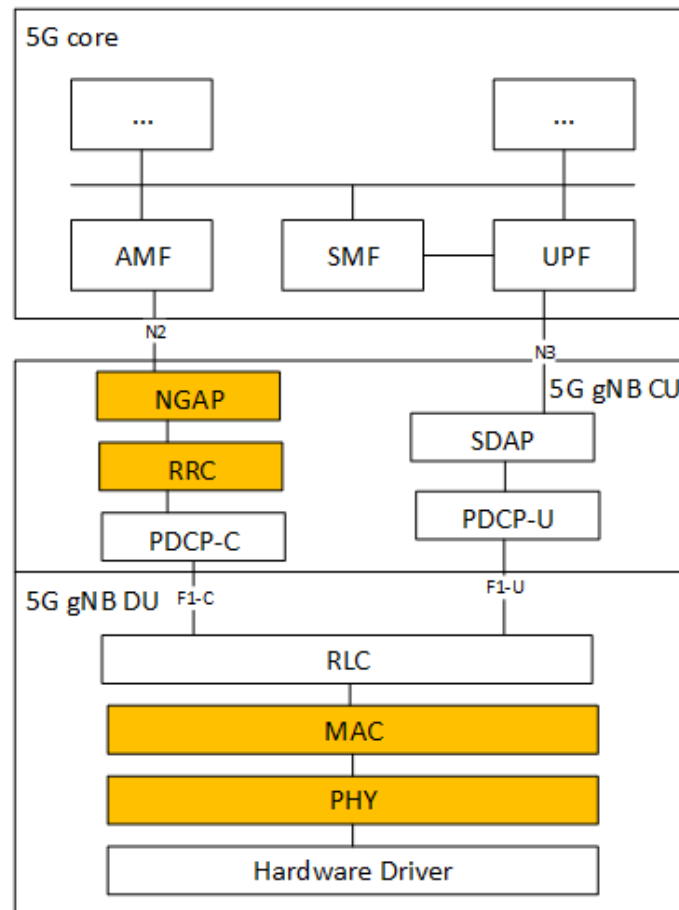 5G core
...
...
AMF
SMF
UPF
N2
N3
5G gNB CU
NGAP
SDAP
RRC
PDCP-U
PDCP-C
F1-C
F1-U
5G gNB DU
RLC
MAC
PHY
Hardware Driver